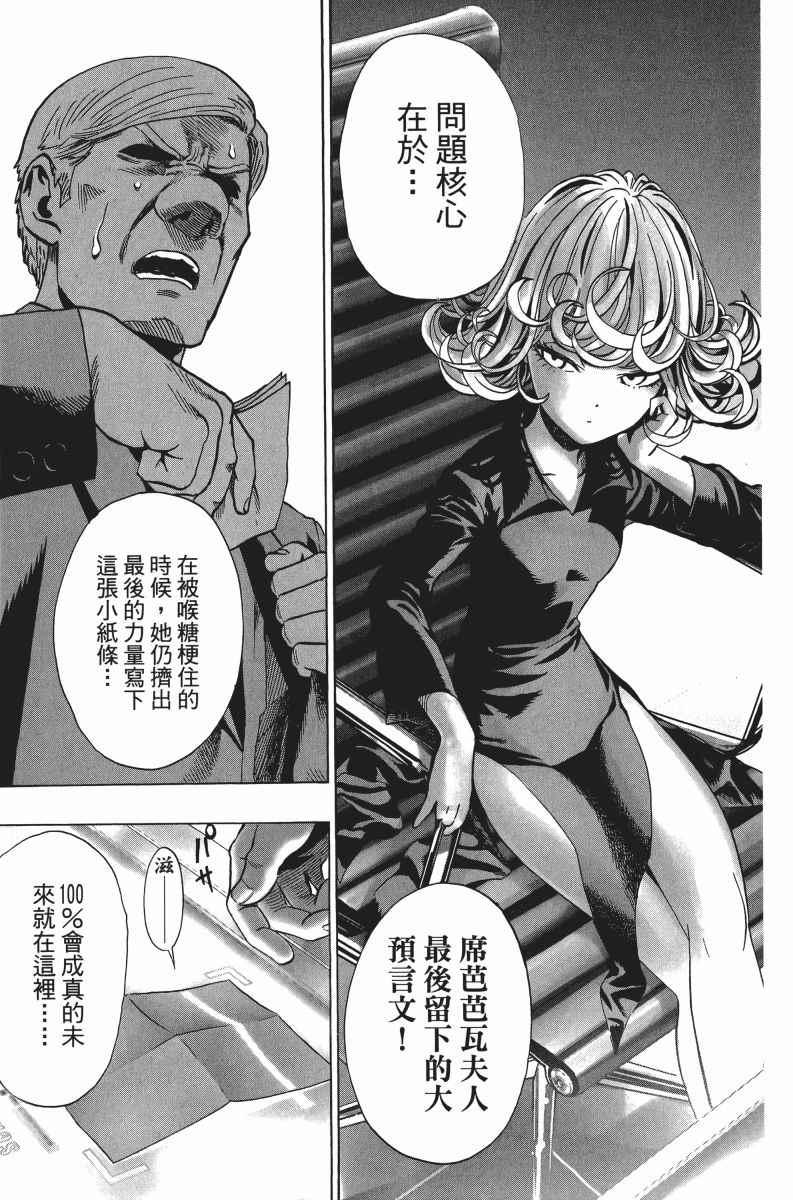 問題核心
在於…
席芭芭瓦夫人
最後留下的大
預言文！
在被喉糖梗住的
時候，她仍擠出
最後的力量寫下
這張小紙條…
パサ
滋——
100%會成真的未
來就在這裡……